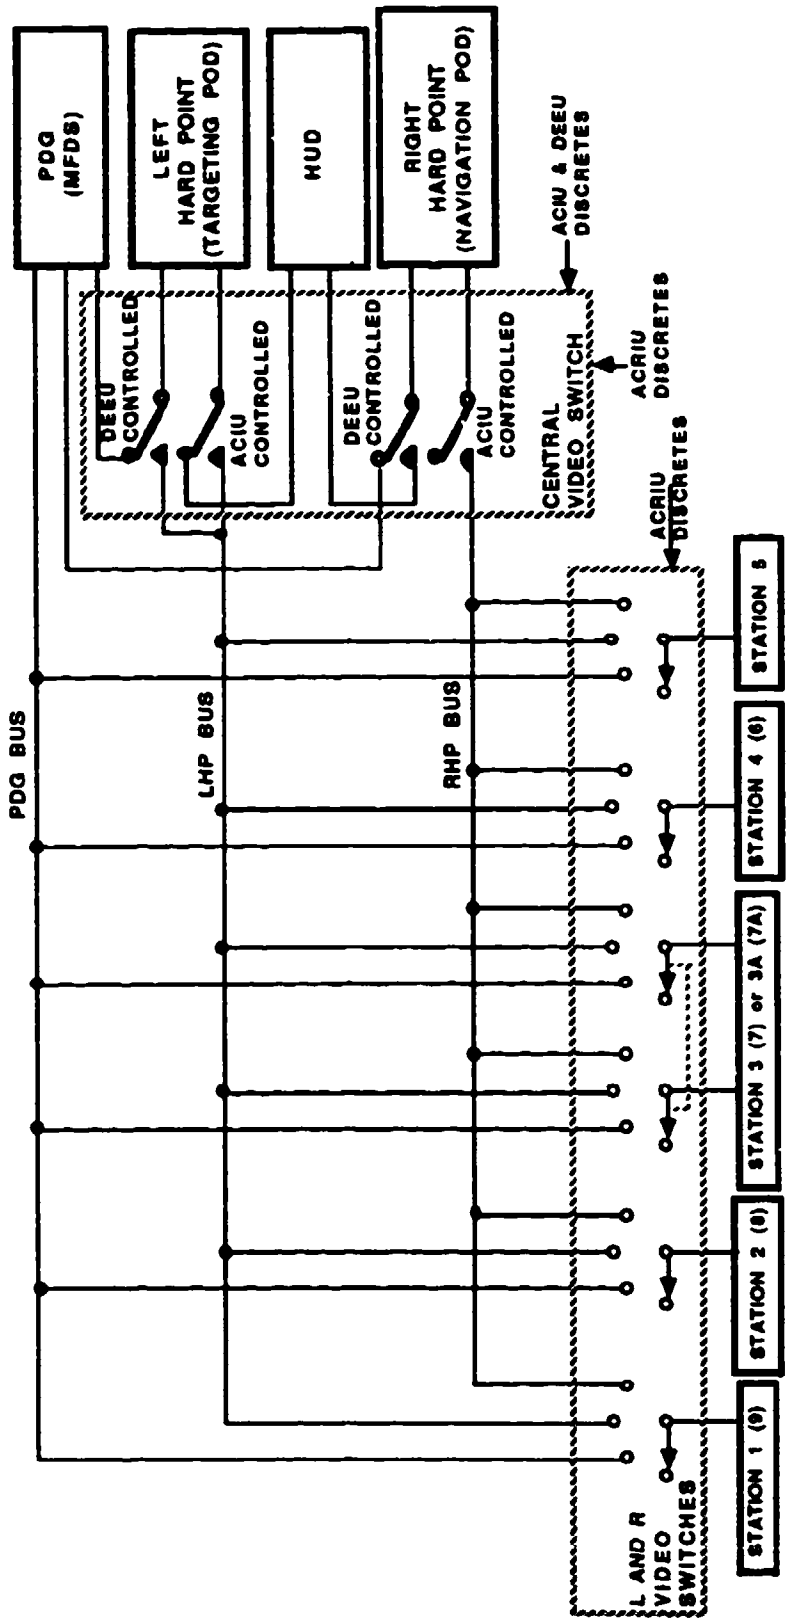 PDG
(MFDS)
LEFT
HARD POINT
(TARGETING POD)
HUD
RIGHT
HARD POINT
(NAVIGATION POD)
ACIU & DEEU
DISCRETES
DEEU
CONTROLLED
ACIU
CONTROLLED
DEEU
CONTROLLED
ACIU
CONTROLLED
CENTRAL
VIDEO SWITCH
ACRIU
DISCRETES
ACRIU
DISCRETES
PDG BUS
LHP BUS
RHP BUS
STATION 5
STATION 4 (6)
STATION 3 (7) or 3A (7A)
STATION 2 (8)
STATION 1 (9)
L AND R
VIDEO
SWITCHES